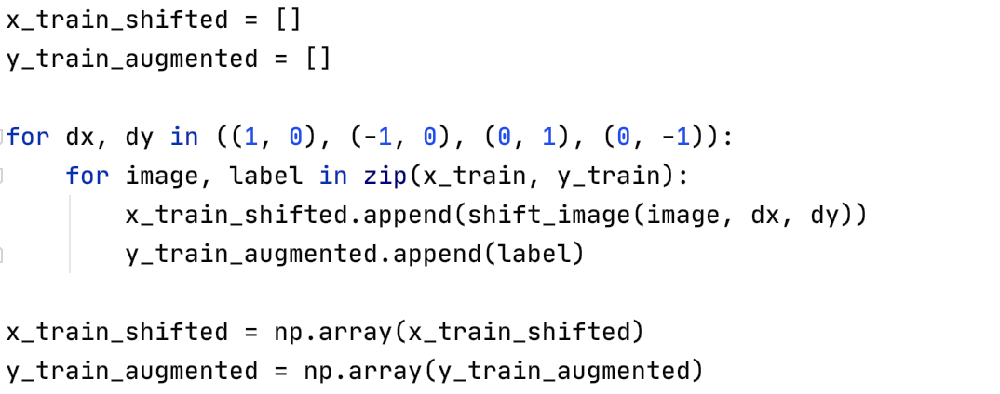 x_train_shifted = []
y_train_augmented = []
for dx, dy in ((1, 0), (-1, 0), (0, 1), (0, -1)):
    for image, label in zip(x_train, y_train):
        x_train_shifted.append(shift_image(image, dx, dy))
        y_train_augmented.append(label)
x_train_shifted = np.array(x_train_shifted)
y_train_augmented = np.array(y_train_augmented)